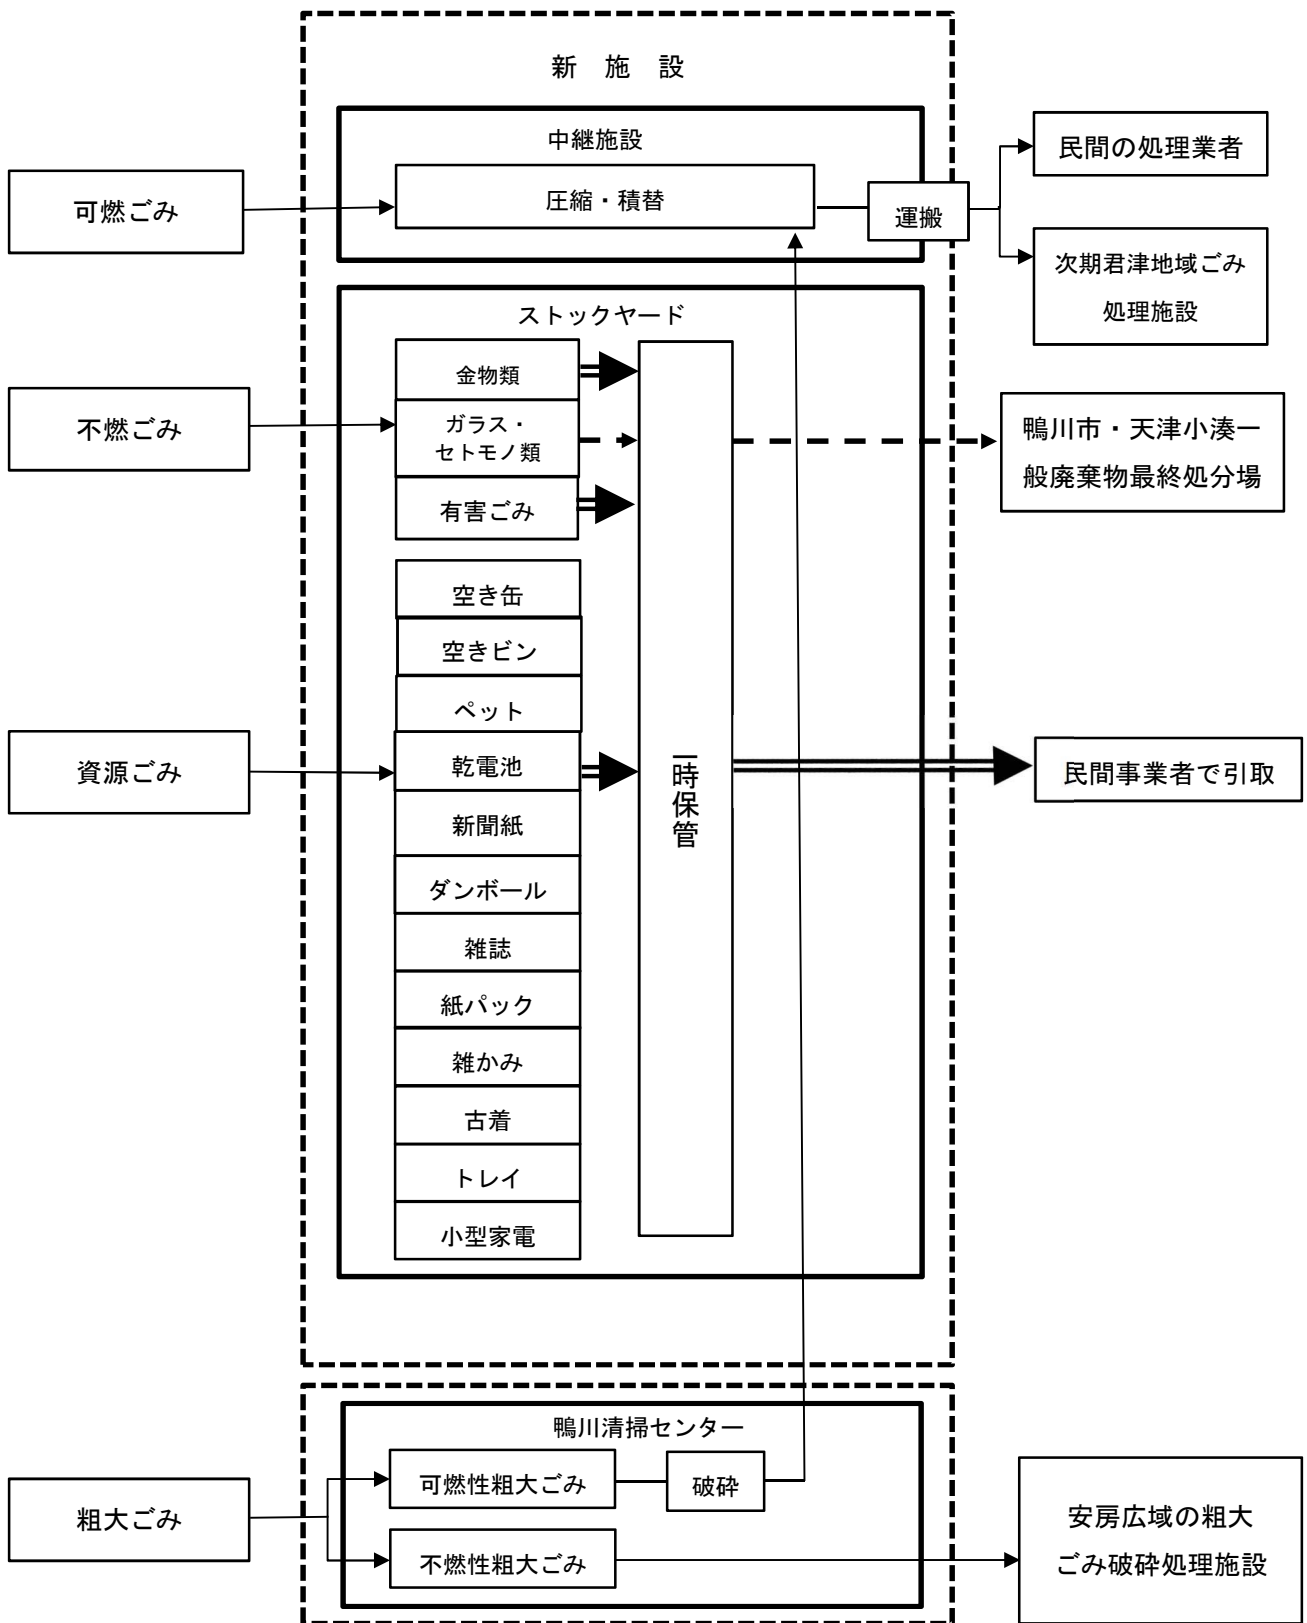 新 施 設
中継施設
可燃ごみ
圧縮・積替
運搬
民間の処理業者
次期君津地域ごみ
処理施設
ストックヤード
不燃ごみ
金物類
ガラス・
セトモノ類
有害ごみ
鴨川市・天津小湊一
般廃棄物最終処分場
資源ごみ
空き缶
空きビン
ペット
乾電池
新聞紙
ダンボール
雑誌
紙パック
雑かみ
古着
トレイ
小型家電
一時保管
民間事業者で引取
鴨川清掃センター
粗大ごみ
可燃性粗大ごみ
破砕
不燃性粗大ごみ
安房広域の粗大
ごみ破砕処理施設